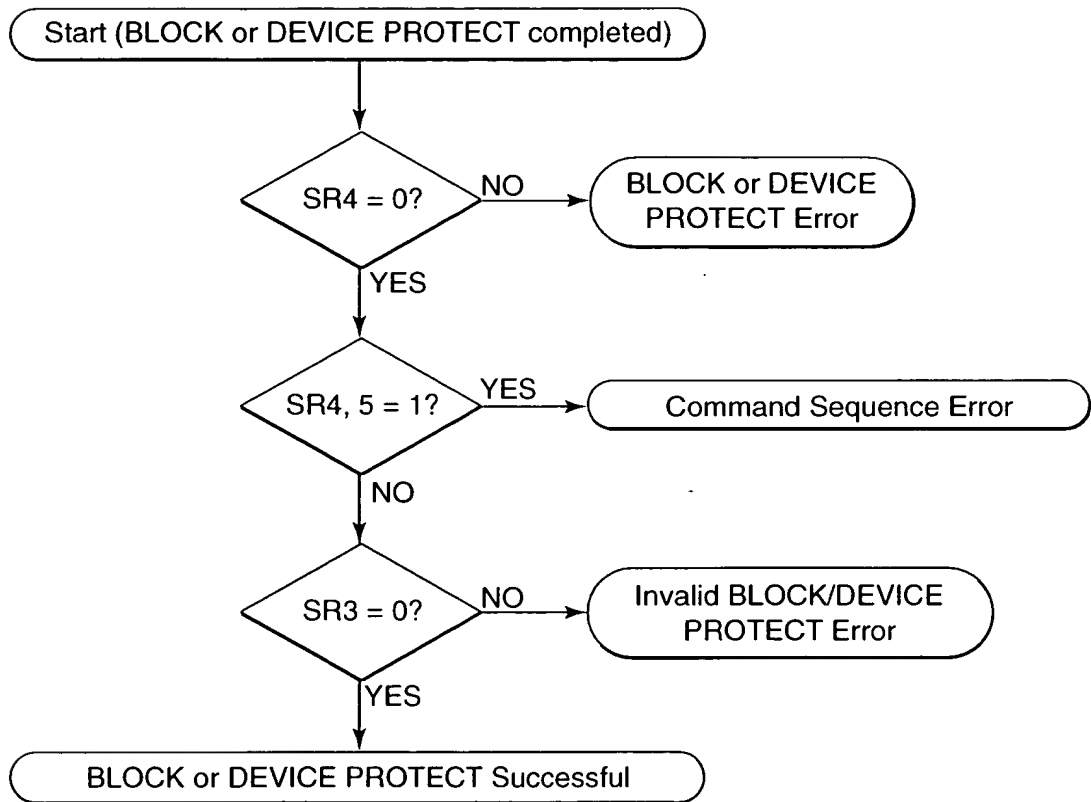 Start (BLOCK or DEVICE PROTECT completed)
SR4 = 0?
NO
BLOCK or DEVICE
PROTECT Error
YES
SR4, 5 = 1?
YES
Command Sequence Error
NO
SR3 = 0?
NO
Invalid BLOCK/DEVICE
PROTECT Error
YES
BLOCK or DEVICE PROTECT Successful